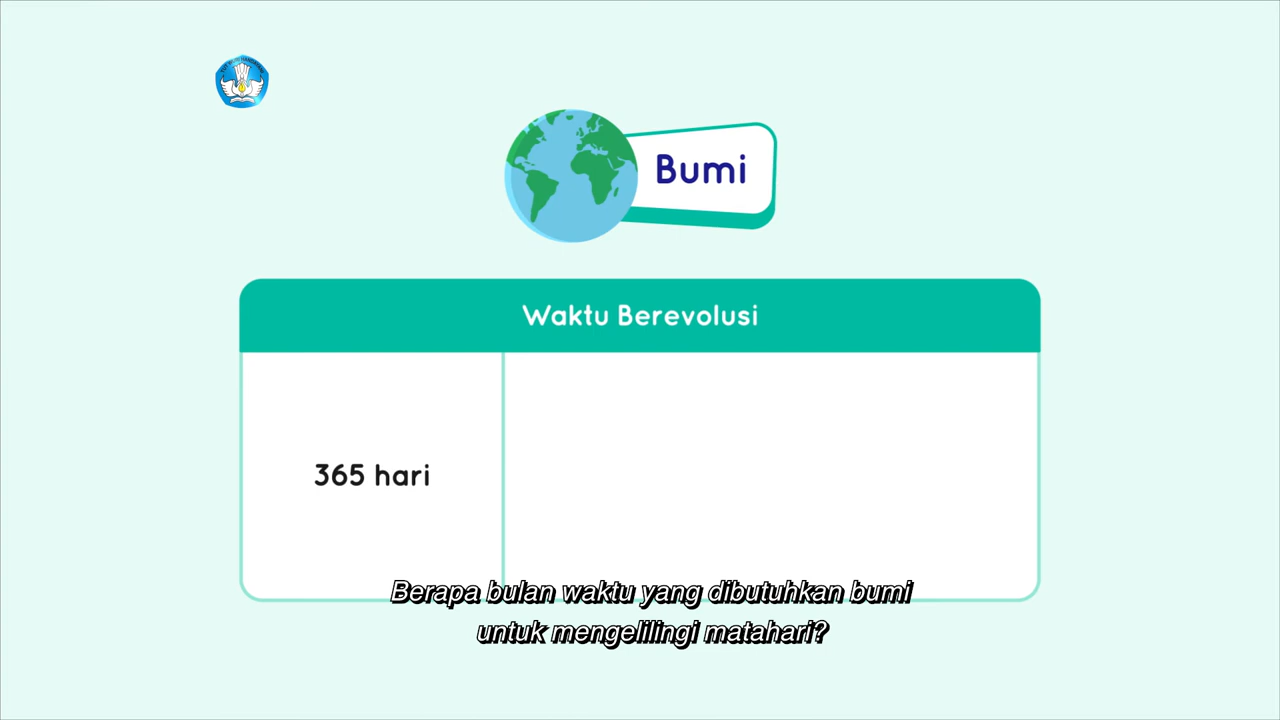 Bumi
Waktu Berevolusi
365 hari
Berapa bulan waktu yang dibutuhkan bumi
untuk mengelilingi matahari?